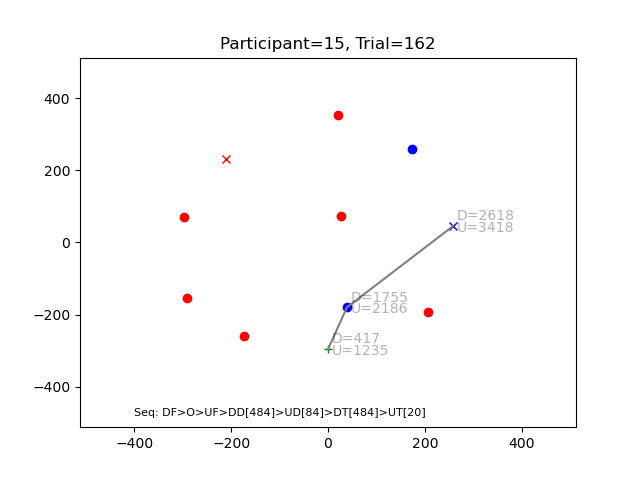 Participant=15, Trial=162
400
200
0
−200
−400
D=2618
U=3418
D=1755
U=2186
D=417
U=1235
Seq: DF>O>UF>DD[484]>UD[84]>DT[484]>UT[20]
−400
−200
0
200
400